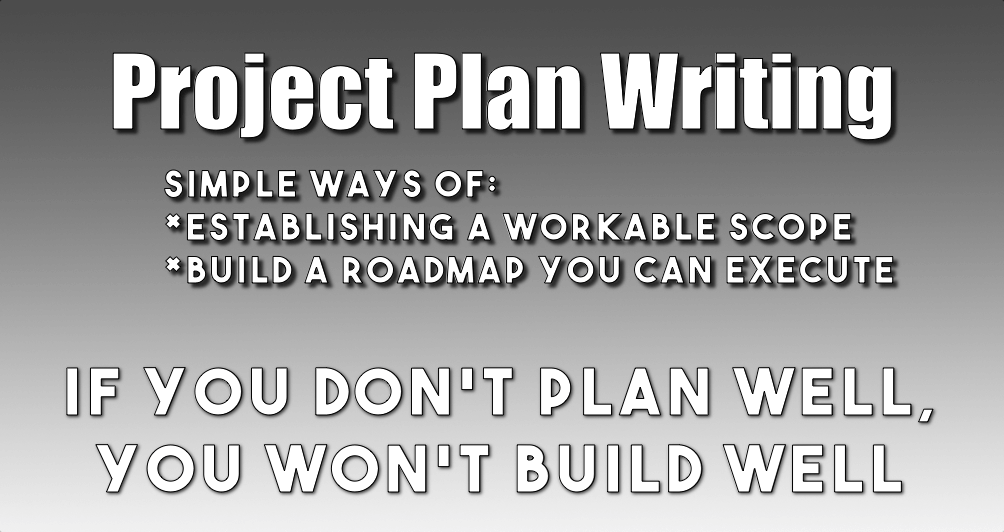 Project Plan Writing
SIMPLE WAYS OF:
*ESTABLISHING A WORKABLE SCOPE
*BUILD A ROADMAP YOU CAN EXECUTE
IF YOU DON'T PLAN WELL,
YOU WON'T BUILD WELL